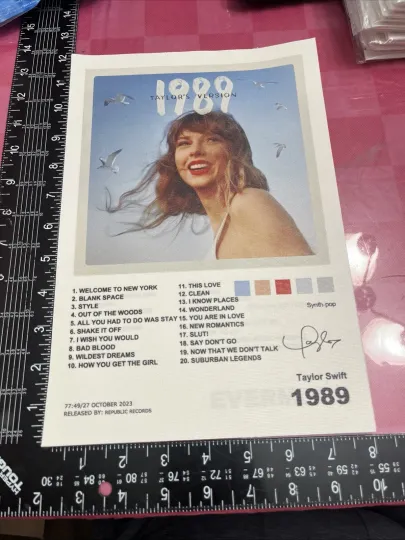 1989
TAYLOR'S VERSION
1. WELCOME TO NEW YORK
2. BLANK SPACE
3. STYLE
4. OUT OF THE WOODS
5. ALL YOU HAD TO DO WAS STAY
6. SHAKE IT OFF
7. I WISH YOU WOULD
8. BAD BLOOD
9. WILDEST DREAMS
10. HOW YOU GET THE GIRL
11. THIS LOVE
12. CLEAN
13. I KNOW PLACES
14. WONDERLAND
15. YOU ARE IN LOVE
16. NEW ROMANTICS
17. SLUT!
18. SAY DON'T GO
19. NOW THAT WE DON'T TALK
20. SUBURBAN LEGENDS
Synth-pop
Taylor
Taylor Swift
1989
77:49/27 OCTOBER 2023
RELEASED BY: REPUBLIC RECORDS